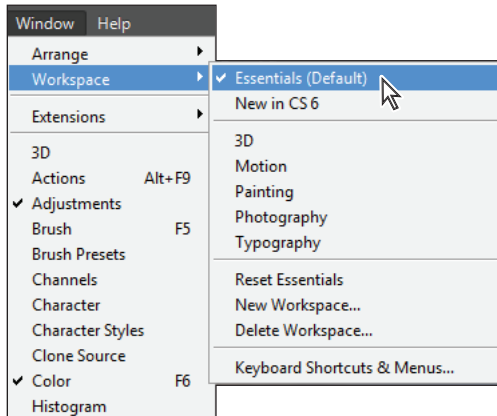 Window Help
Arrange
Workspace
Extensions
3D
Actions Alt+F9
Adjustments
Brush F5
Brush Presets
Channels
Character
Character Styles
Clone Source
Color F6
Histogram
Essentials (Default)
New in CS6
3D
Motion
Painting
Photography
Typography
Reset Essentials
New Workspace...
Delete Workspace...
Keyboard Shortcuts & Menus...